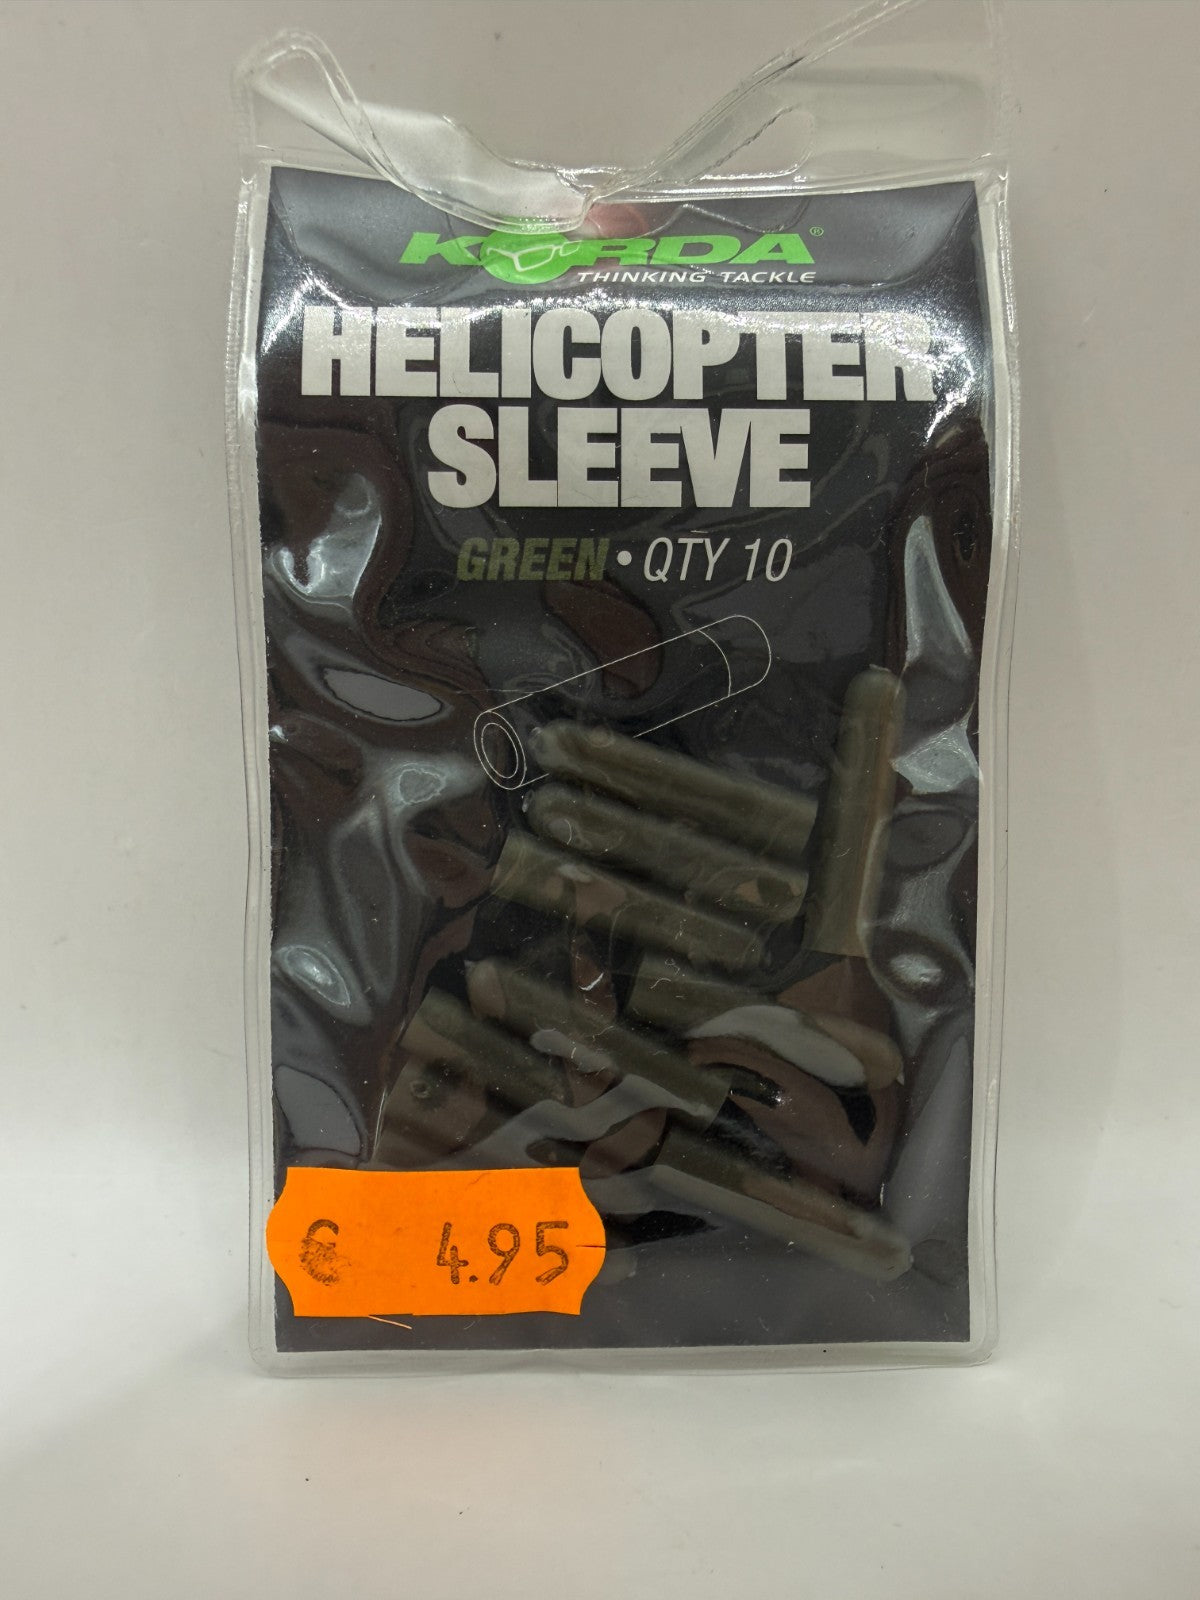 KORDA®
THINKING TACKLE
HELICOPTER
SLEEVE
GREEN • QTY 10
€ 4.95